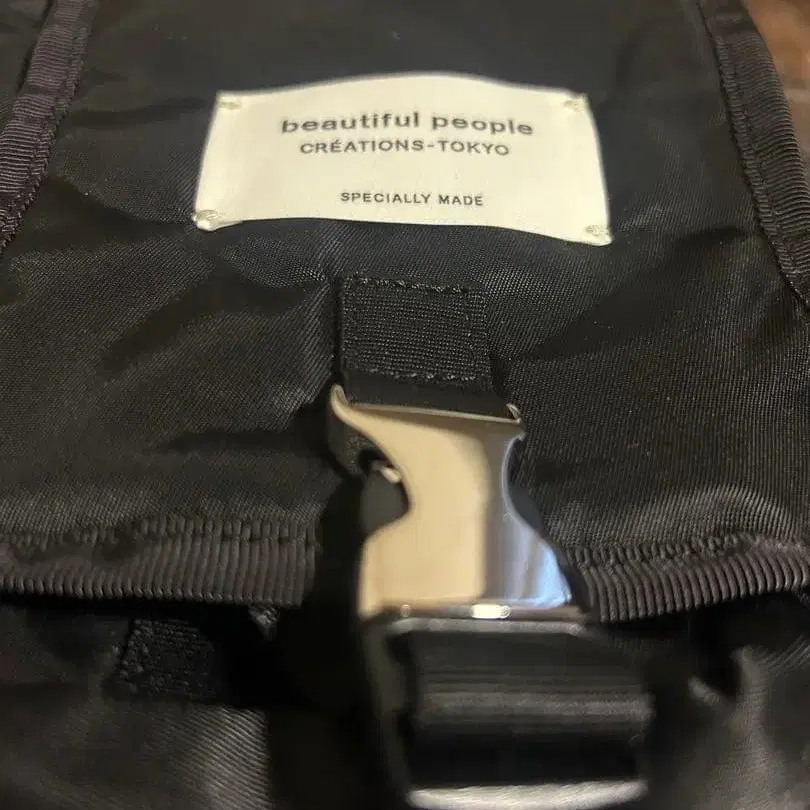 beautiful people
CRÉATIONS-TOKYO
SPECIALLY MADE